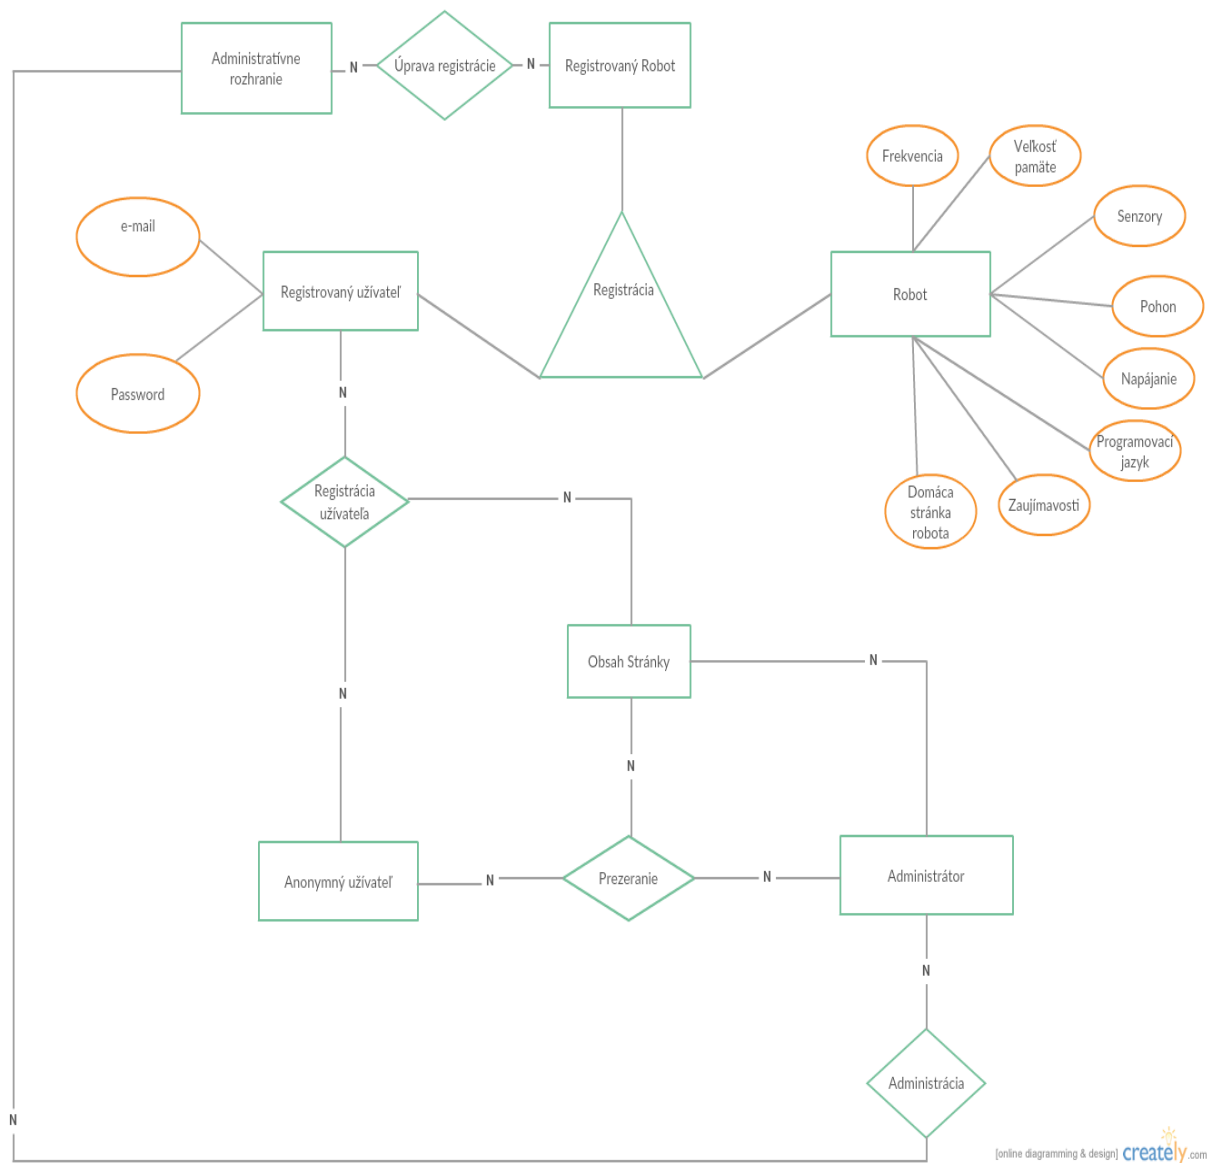 Administratívne
rozhranie
N
Úprava registrácie
N
Registrovaný Robot
Frekvencia
Veľkosť
pamäte
Senzory
e-mail
Registrovaný užívateľ
Registrácia
Robot
Pohon
Napájanie
Password
N
Programovací
jazyk
Registrácia
užívateľa
N
Domáca
stránka
robota
Zaujímavosti
Obsah Stránky
N
N
N
Anonymný užívateľ
N
Prezeranie
N
Administrátor
N
Administrácia
N
[online diagramming & design] creately.com